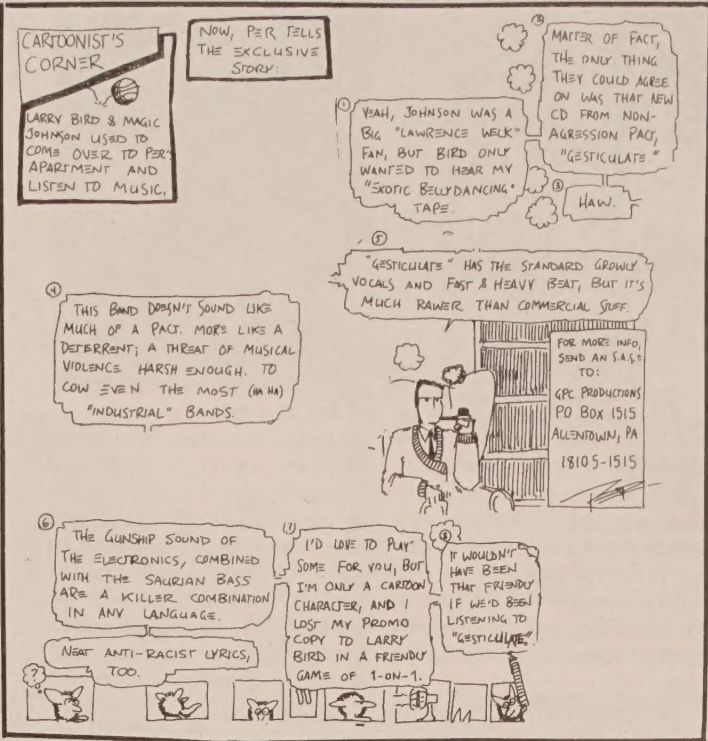 CARTOONIST'S
CORNER
LARRY BIRD & MAGIC
JOHNSON USED TO
COME OVER TO PER'S
APARTMENT AND
LISTEN TO MUSIC.
NOW, PER TELLS
THE EXCLUSIVE
STORY:
①
YEAH, JOHNSON WAS A
BIG "LAWRENCE WELK"
FAN, BUT BIRD ONLY
WANTED TO HEAR MY
"EXOTIC BELLYDANCING"
TAPE.
②
MATTER OF FACT,
THE ONLY THING
THEY COULD AGREE
ON WAS THAT NEW
CD FROM NON-
AGRESSION PACT,
"GESTICULATE."
③
HAW.
④
THIS BAND DOESN'T SOUND LIKE
MUCH OF A PACT. MORE LIKE A
DETERRENT; A THREAT OF MUSICAL
VIOLENCE HARSH ENOUGH. TO
COW EVEN THE MOST (HA HA)
"INDUSTRIAL" BANDS.
⑤
"GESTICULATE" HAS THE STANDARD GROWLY
VOCALS AND FAST & HEAVY BEAT, BUT IT'S
MUCH RAWER THAN COMMERCIAL STUFF.
FOR MORE INFO,
SEND AN S.A.S.E
TO:
GPC PRODUCTIONS
PO BOX 1515
ALLENTOWN, PA
18105-1515
⑥
THE GUNSHIP SOUND OF
THE ELECTRONICS, COMBINED
WITH THE SAURIAN BASS
ARE A KILLER COMBINATION
IN ANY LANGUAGE.
NEAT ANTI-RACIST LYRICS,
TOO.
?
⑦
I'D LOVE TO PLAY
SOME FOR YOU, BUT
I'M ONLY A CARTOON
CHARACTER, AND I
LOST MY PROMO
COPY TO LARRY
BIRD IN A FRIENDLY
GAME OF 1-ON-1.
⑧
IT WOULDN'T
HAVE BEEN
THAT FRIENDLY
IF WE'D BEEN
LISTENING TO
"GESTICULATE."